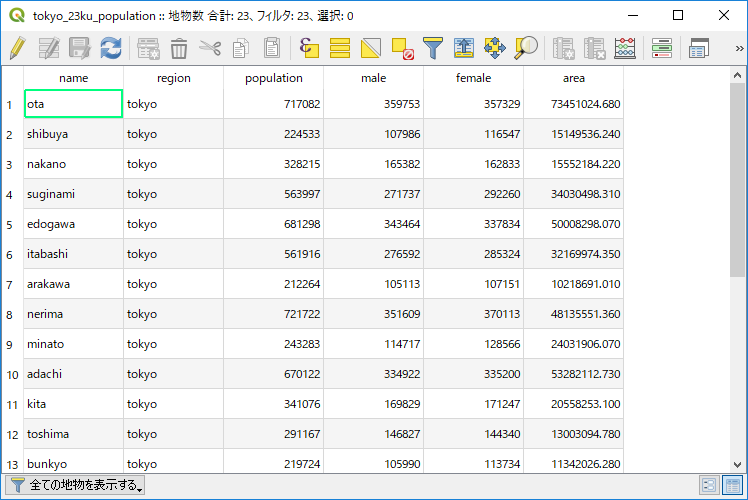 tokyo_23ku_population :: 地物数 合計: 23、フィルタ: 23、選択: 0
name region population male female area
1 ota tokyo 717082 359753 357329 73451024.680
2 shibuya tokyo 224533 107986 116547 15149536.240
3 nakano tokyo 328215 165382 162833 15552184.220
4 suginami tokyo 563997 271737 292260 34030498.310
5 edogawa tokyo 681298 343464 337834 50008298.070
6 itabashi tokyo 561916 276592 285324 32169974.350
7 arakawa tokyo 212264 105113 107151 10218691.010
8 nerima tokyo 721722 351609 370113 48135551.360
9 minato tokyo 243283 114717 128566 24031906.070
10 adachi tokyo 670122 334922 335200 53282112.730
11 kita tokyo 341076 169829 171247 20558253.100
12 toshima tokyo 291167 146827 144340 13003094.780
13 bunkyo tokyo 219724 105990 113734 11342026.280
全ての地物を表示する